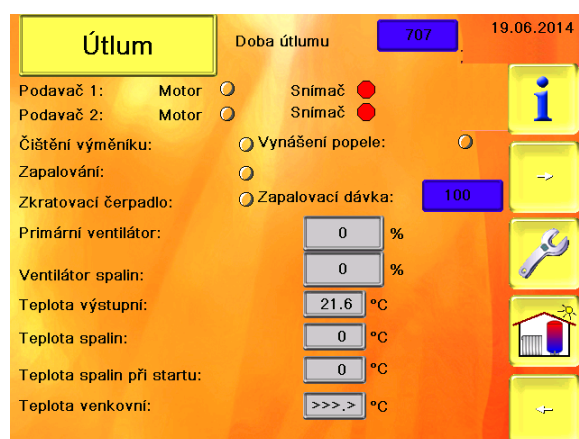 Útlum Doba útlumu 707 19.06.2014
Podavač 1: Motor Snímač
Podavač 2: Motor Snímač
Čištění výměníku: Vynášení popele:
Zapalování:
Zkratovací čerpadlo: Zapalovací dávka: 100
Primární ventilátor: 0 %
Ventilátor spalin: 0 %
Teplota výstupní: 21.6 °C
Teplota spalin: 0 °C
Teplota spalin při startu: 0 °C
Teplota venkovní: >>>.> °C